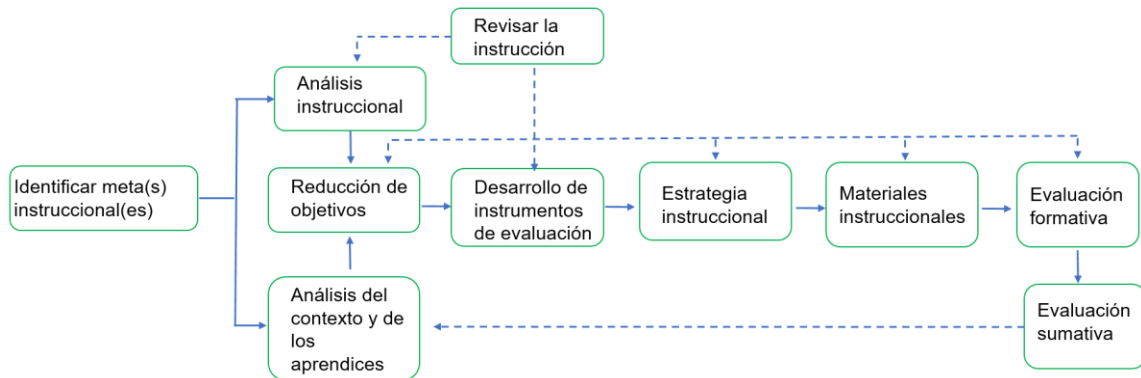 Revisar la
instrucción
Análisis
instruccional
Identificar meta(s)
instruccional(es)
Reducción de
objetivos
Desarrollo de
instrumentos
de evaluación
Estrategia
instruccional
Materiales
instruccionales
Evaluación
formativa
Análisis del
contexto y de
los
aprendices
Evaluación
sumativa